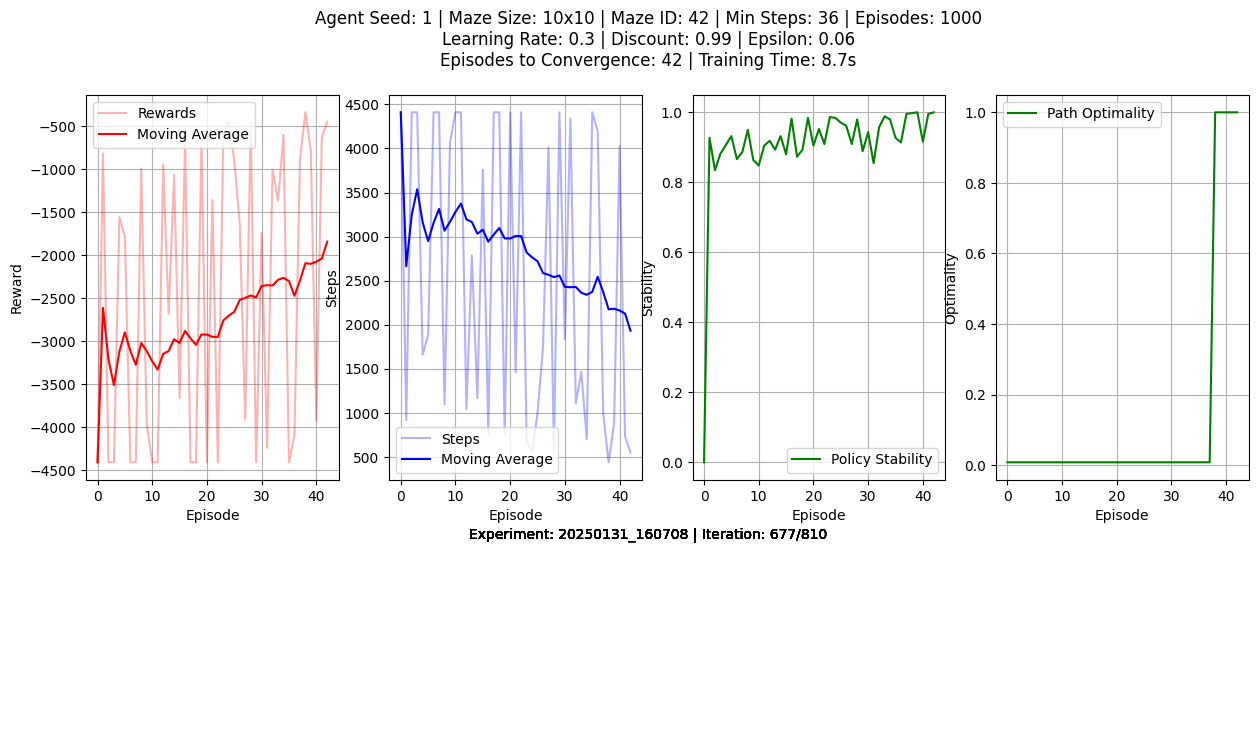 Agent Seed: 1 | Maze Size: 10x10 | Maze ID: 42 | Min Steps: 36 | Episodes: 1000
Learning Rate: 0.3 | Discount: 0.99 | Epsilon: 0.06
Episodes to Convergence: 42 | Training Time: 8.7s
Reward
−500
−1000
−1500
−2000
−2500
−3000
−3500
−4000
−4500
Rewards
Moving Average
0 10 20 30 40
Episode
Steps
4500
4000
3500
3000
2500
2000
1500
1000
500
Steps
Moving Average
0 10 20 30 40
Episode
Stability
1.0
0.8
0.6
0.4
0.2
0.0
Policy Stability
0 10 20 30 40
Episode
Optimality
1.0
0.8
0.6
0.4
0.2
0.0
Path Optimality
0 10 20 30 40
Episode
Experiment: 20250131_160708 | Iteration: 677/810